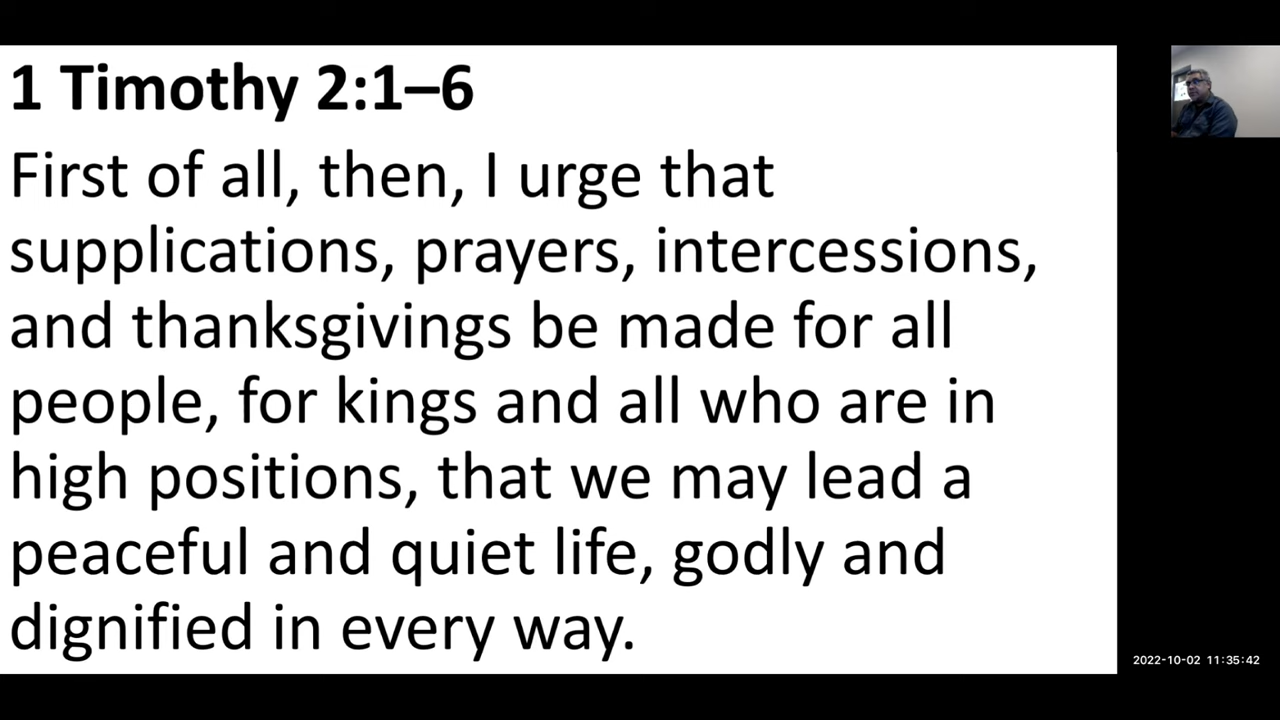 1 Timothy 2:1–6
First of all, then, I urge that
supplications, prayers, intercessions,
and thanksgivings be made for all
people, for kings and all who are in
high positions, that we may lead a
peaceful and quiet life, godly and
dignified in every way.
2022-10-02 11:35:42